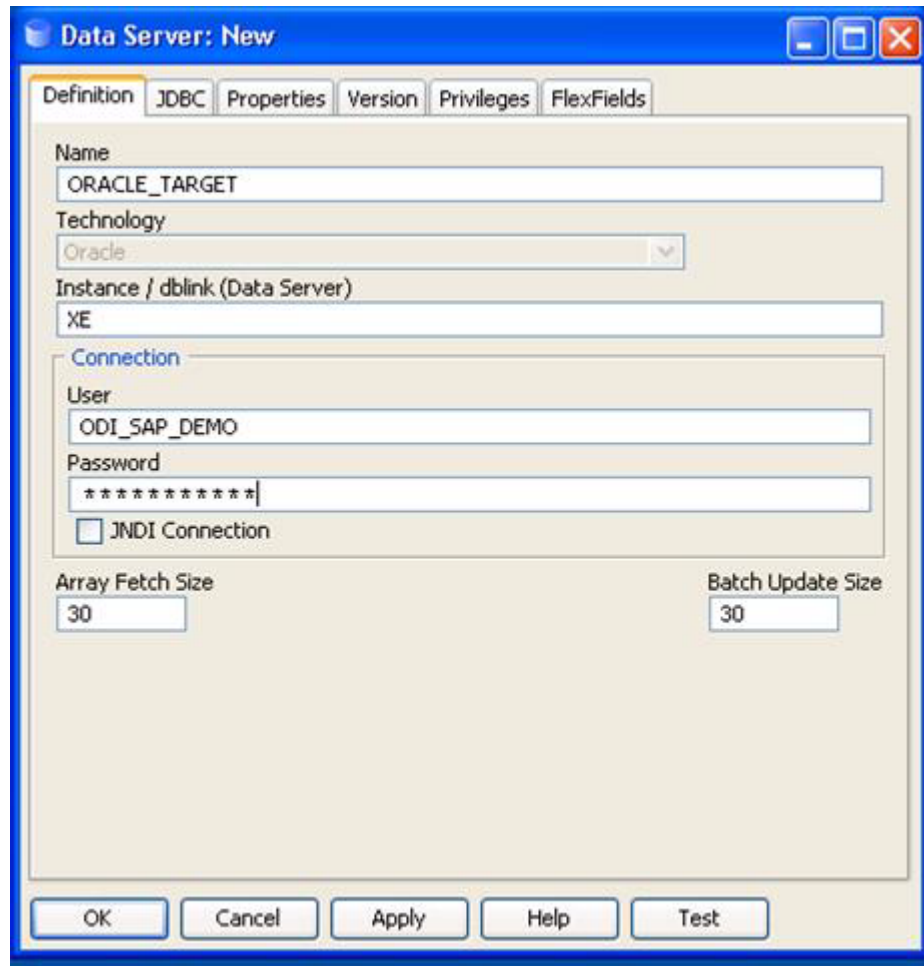 Data Server: New
Definition JDBC Properties Version Privileges FlexFields
Name
ORACLE_TARGET
Technology
Oracle
Instance / dblink (Data Server)
XE
Connection
User
ODI_SAP_DEMO
Password
***********
JNDI Connection
Array Fetch Size Batch Update Size
30 30
OK Cancel Apply Help Test